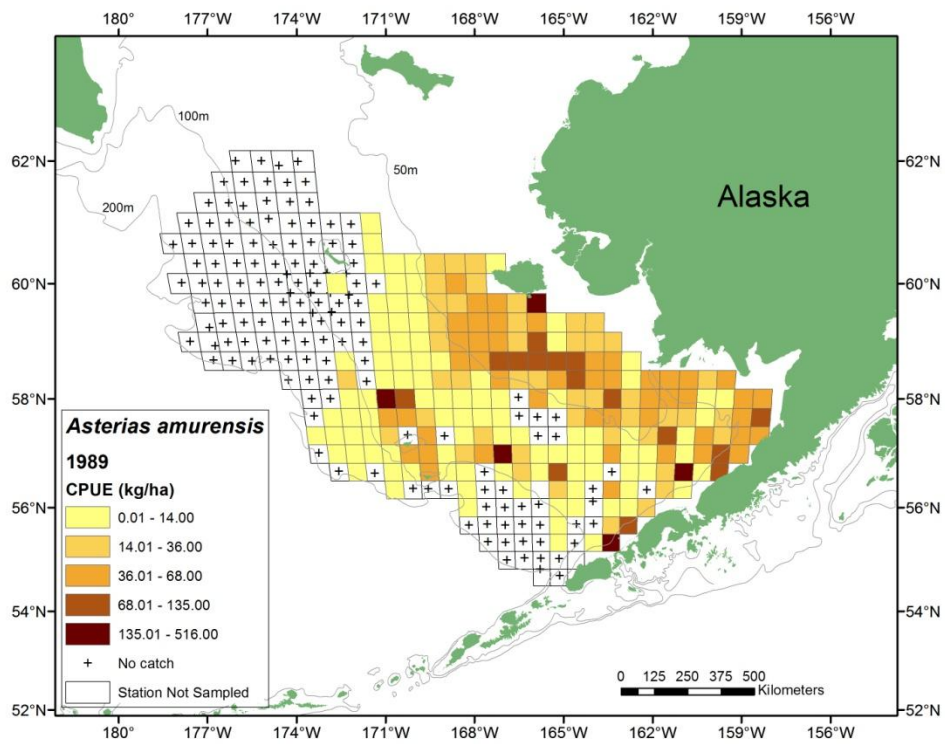 180° 177°W 174°W 171°W 168°W 165°W 162°W 159°W 156°W
100m
62°N 62°N
50m
200m
Alaska
60°N 60°N
58°N 58°N
Asterias amurensis
1989
CPUE (kg/ha)
0.01 - 14.00
56°N 56°N
14.01 - 36.00
36.01 - 68.00
68.01 - 135.00
54°N 54°N
135.01 - 516.00
+ No catch
0 125 250 375 500
Kilometers
Station Not Sampled
52°N 52°N
180° 177°W 174°W 171°W 168°W 165°W 162°W 159°W 156°W